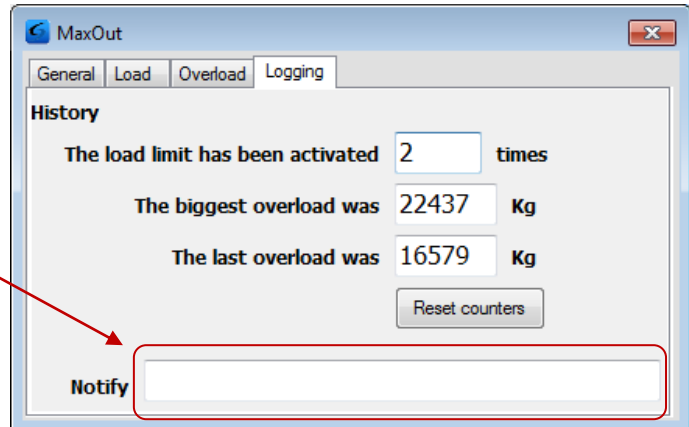 MaxOut
General Load Overload Logging
History
The load limit has been activated 2 times
The biggest overload was 22437 Kg
The last overload was 16579 Kg
Reset counters
Notify